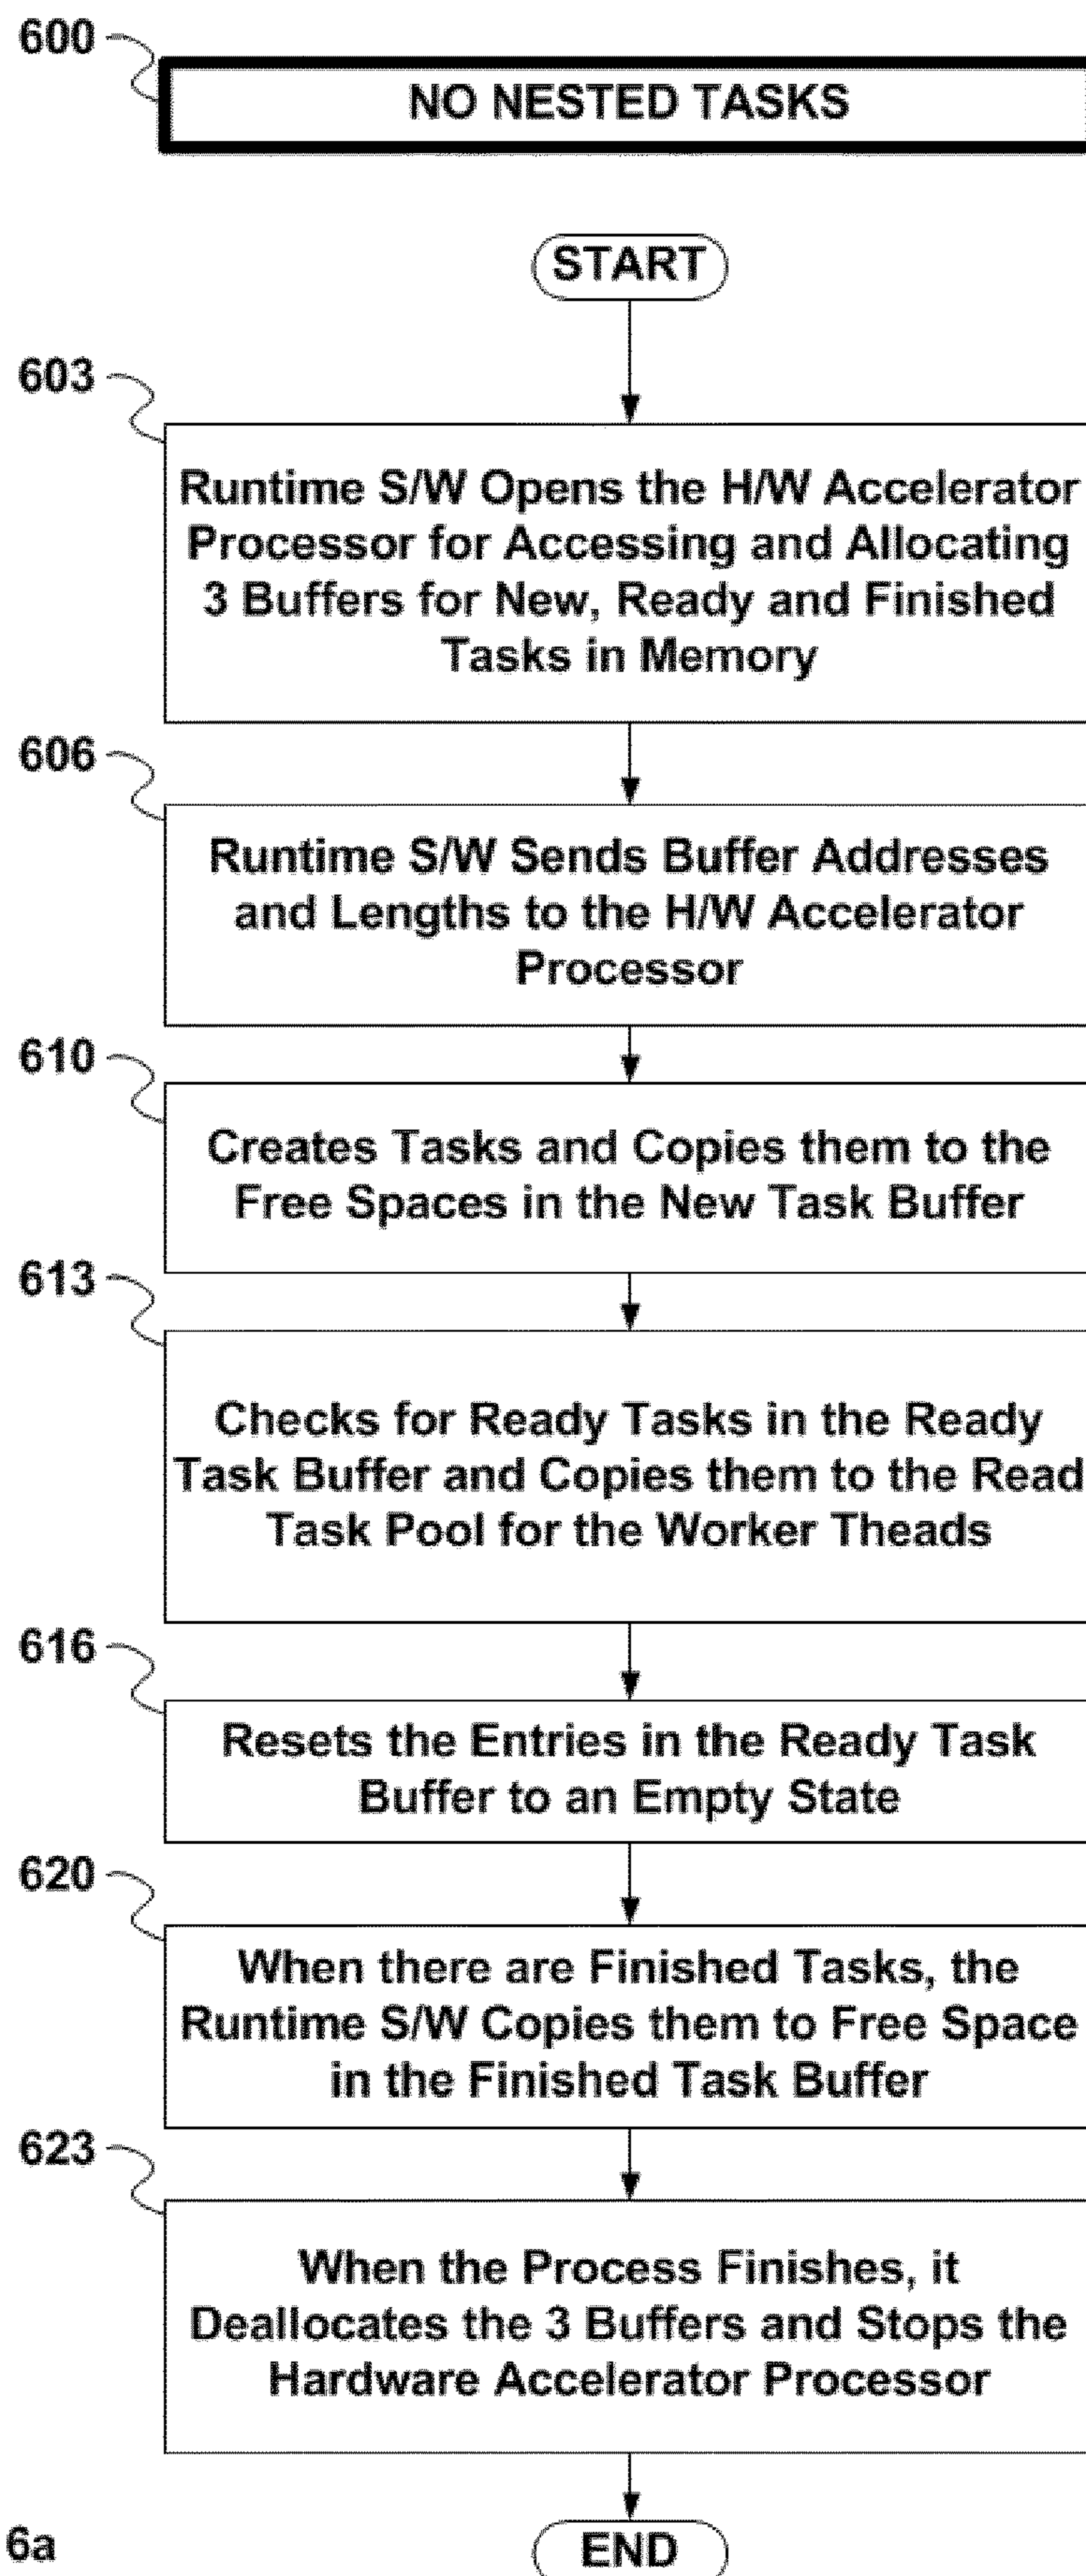 600
NO NESTED TASKS
START
603
Runtime S/W Opens the H/W Accelerator
Processor for Accessing and Allocating
3 Buffers for New, Ready and Finished
Tasks in Memory
606
Runtime S/W Sends Buffer Addresses
and Lengths to the H/W Accelerator
Processor
610
Creates Tasks and Copies them to the
Free Spaces in the New Task Buffer
613
Checks for Ready Tasks in the Ready
Task Buffer and Copies them to the Read
Task Pool for the Worker Theads
616
Resets the Entries in the Ready Task
Buffer to an Empty State
620
When there are Finished Tasks, the
Runtime S/W Copies them to Free Space
in the Finished Task Buffer
623
When the Process Finishes, it
Deallocates the 3 Buffers and Stops the
Hardware Accelerator Processor
6a
END